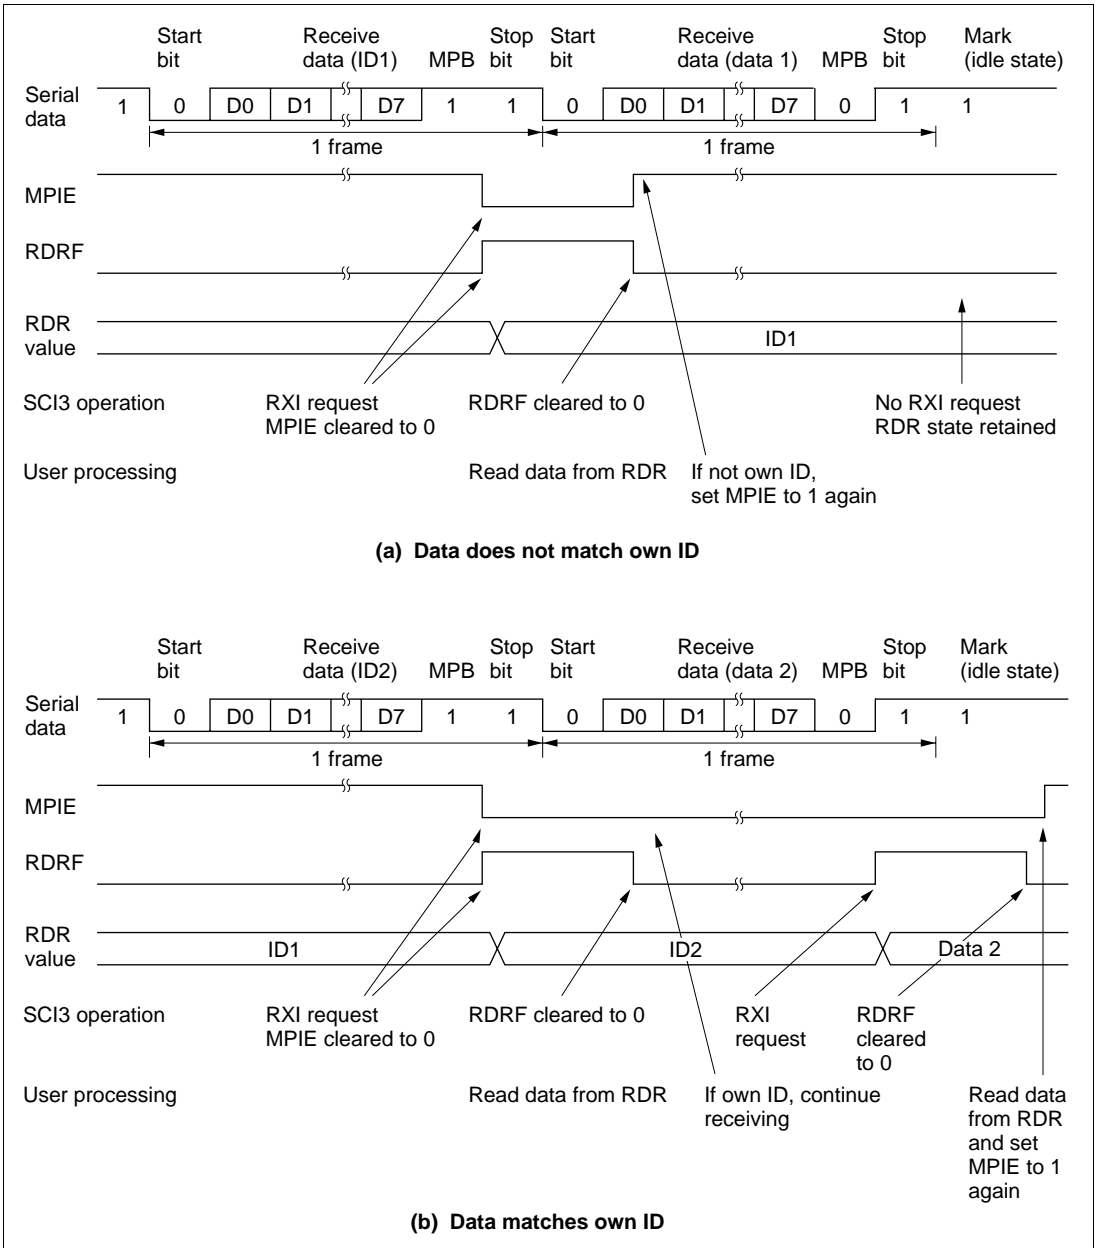 Start Receive Stop Start Receive Stop Mark
bit data (ID1) MPB bit bit data (data 1) MPB bit (idle state)
Serial
data
1 0 D0 D1 D7 1 1 0 D0 D1 D7 0 1 1
1 frame 1 frame
MPIE
RDRF
RDR
value
ID1
SCI3 operation
RXI request
MPIE cleared to 0
RDRF cleared to 0
No RXI request
RDR state retained
User processing
Read data from RDR
If not own ID,
set MPIE to 1 again
(a) Data does not match own ID
Start Receive Stop Start Receive Stop Mark
bit data (ID2) MPB bit bit data (data 2) MPB bit (idle state)
Serial
data
1 0 D0 D1 D7 1 1 0 D0 D1 D7 0 1 1
1 frame 1 frame
MPIE
RDRF
RDR
value
ID1 ID2 Data 2
SCI3 operation
RXI request
MPIE cleared to 0
RDRF cleared to 0
RXI
request
RDRF
cleared
to 0
User processing
Read data from RDR
If own ID, continue
receiving
Read data
from RDR
and set
MPIE to 1
again
(b) Data matches own ID